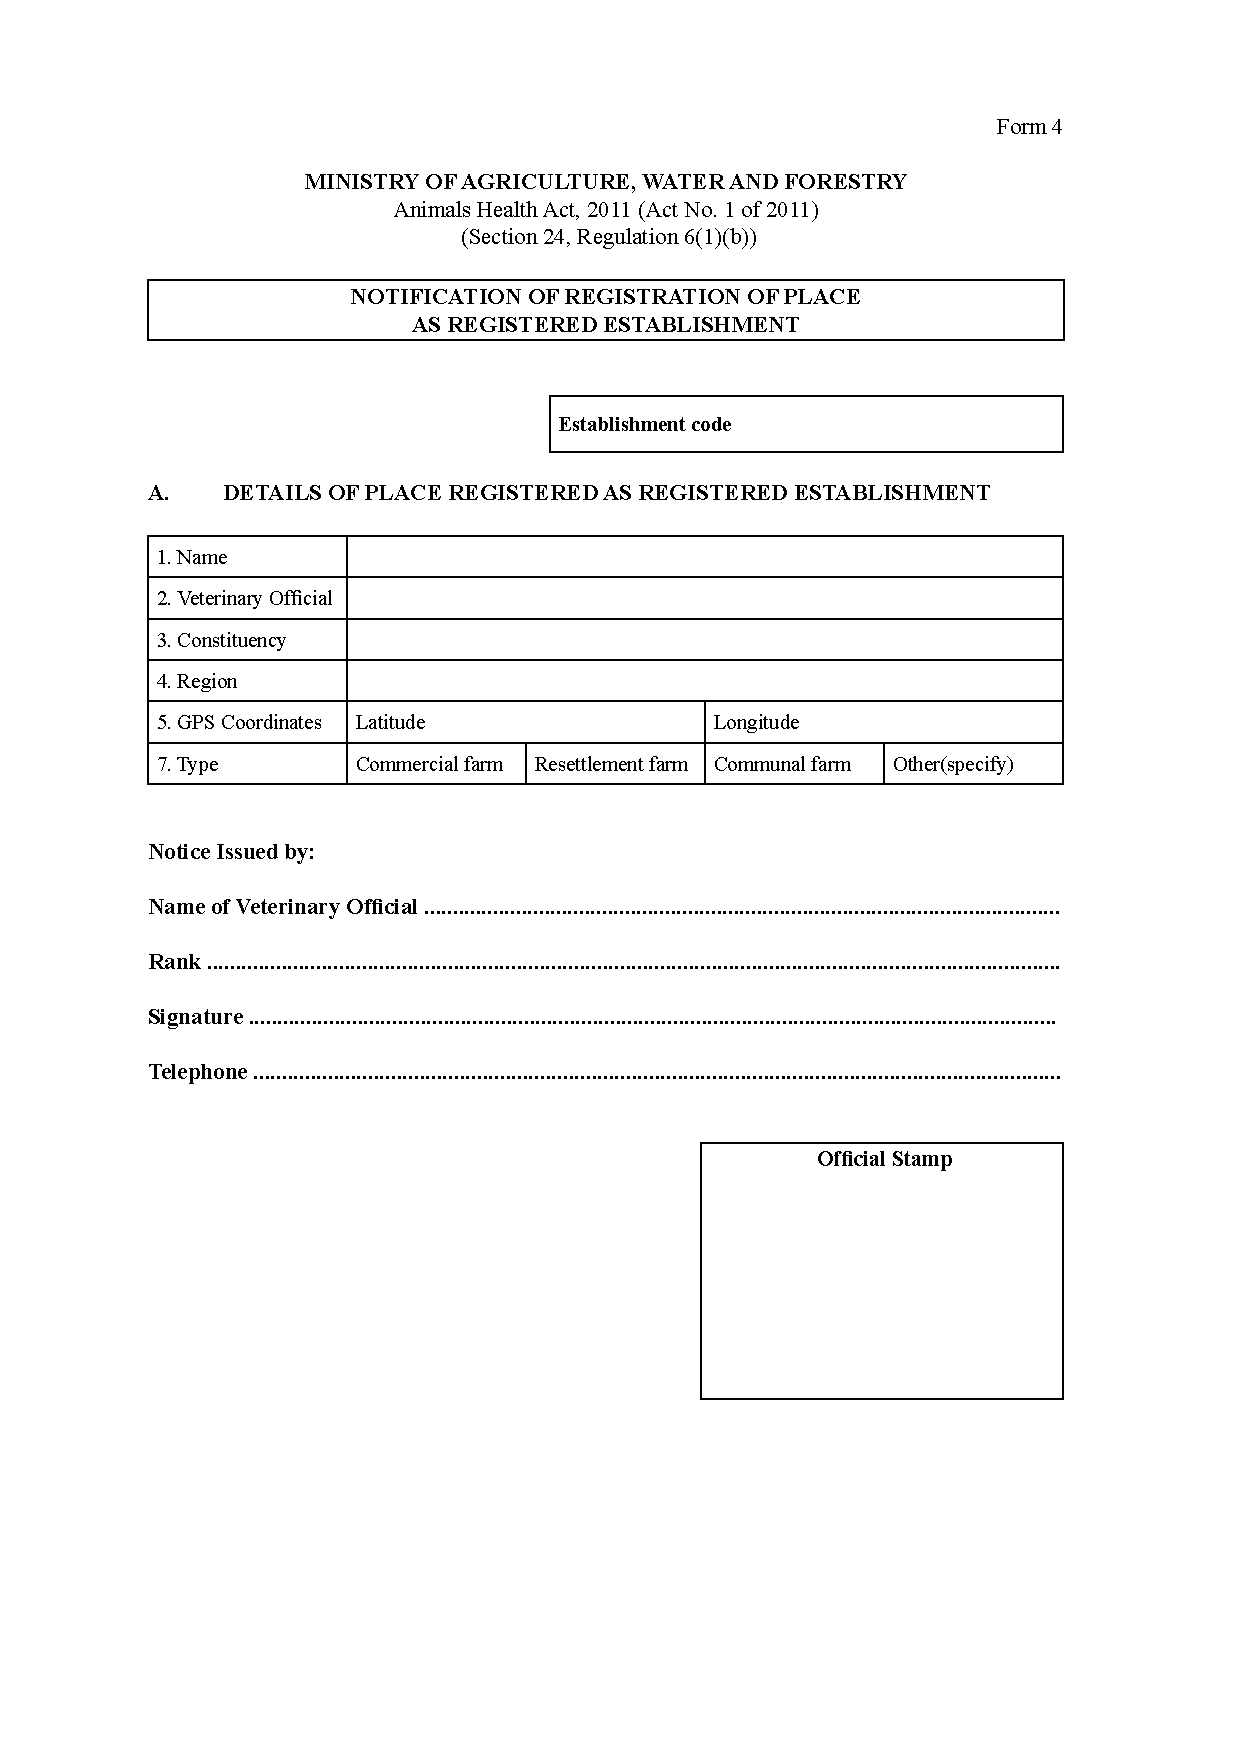 Form 4
MINISTRY OF AGRICULTURE, WATER AND FORESTRY
Animals Health Act, 2011 (Act No. 1 of 2011)
(Section 24, Regulation 6(1)(b))
NOTIFICATION OF REGISTRATION OF PLACE
AS REGISTERED ESTABLISHMENT
Establishment code
A. DETAILS OF PLACE REGISTERED AS REGISTERED ESTABLISHMENT
1. Name
2. Veterinary Official
3. Constituency
4. Region
5. GPS Coordinates Latitude Longitude
7. Type Commercial farm Resettlement farm Communal farm Other(specify)
Notice Issued by:
Name of Veterinary Official ...............................................................................................................
Rank .....................................................................................................................................................
Signature .............................................................................................................................................
Telephone .............................................................................................................................................
Official Stamp